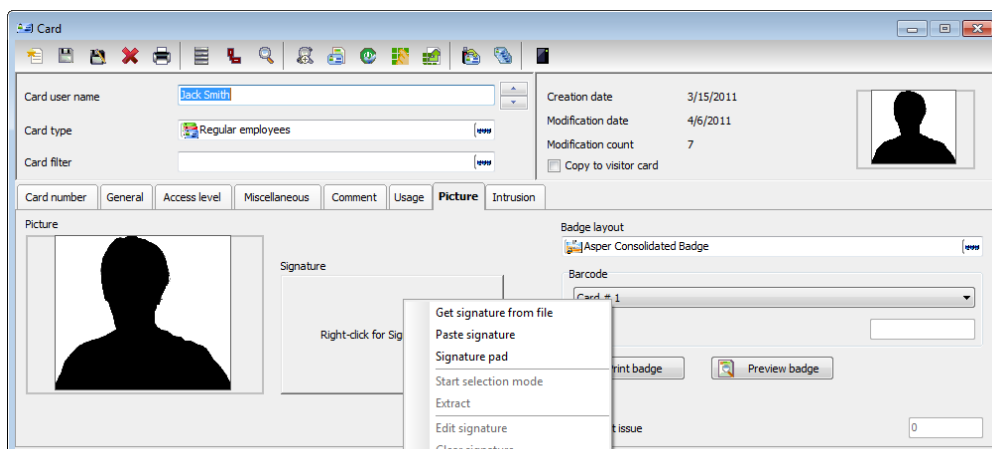 Card
Card user name
Jack Smith
Card type
Regular employees
Card filter
Creation date 3/15/2011
Modification date 4/6/2011
Modification count 7
Copy to visitor card
Card number General Access level Miscellaneous Comment Usage Picture Intrusion
Picture
Signature
Right-click for Sig
Get signature from file
Paste signature
Signature pad
Start selection mode
Extract
Edit signature
Clear signature
Badge layout
Asper Consolidated Badge
Barcode
Card # 1
rint badge
Preview badge
t issue
0